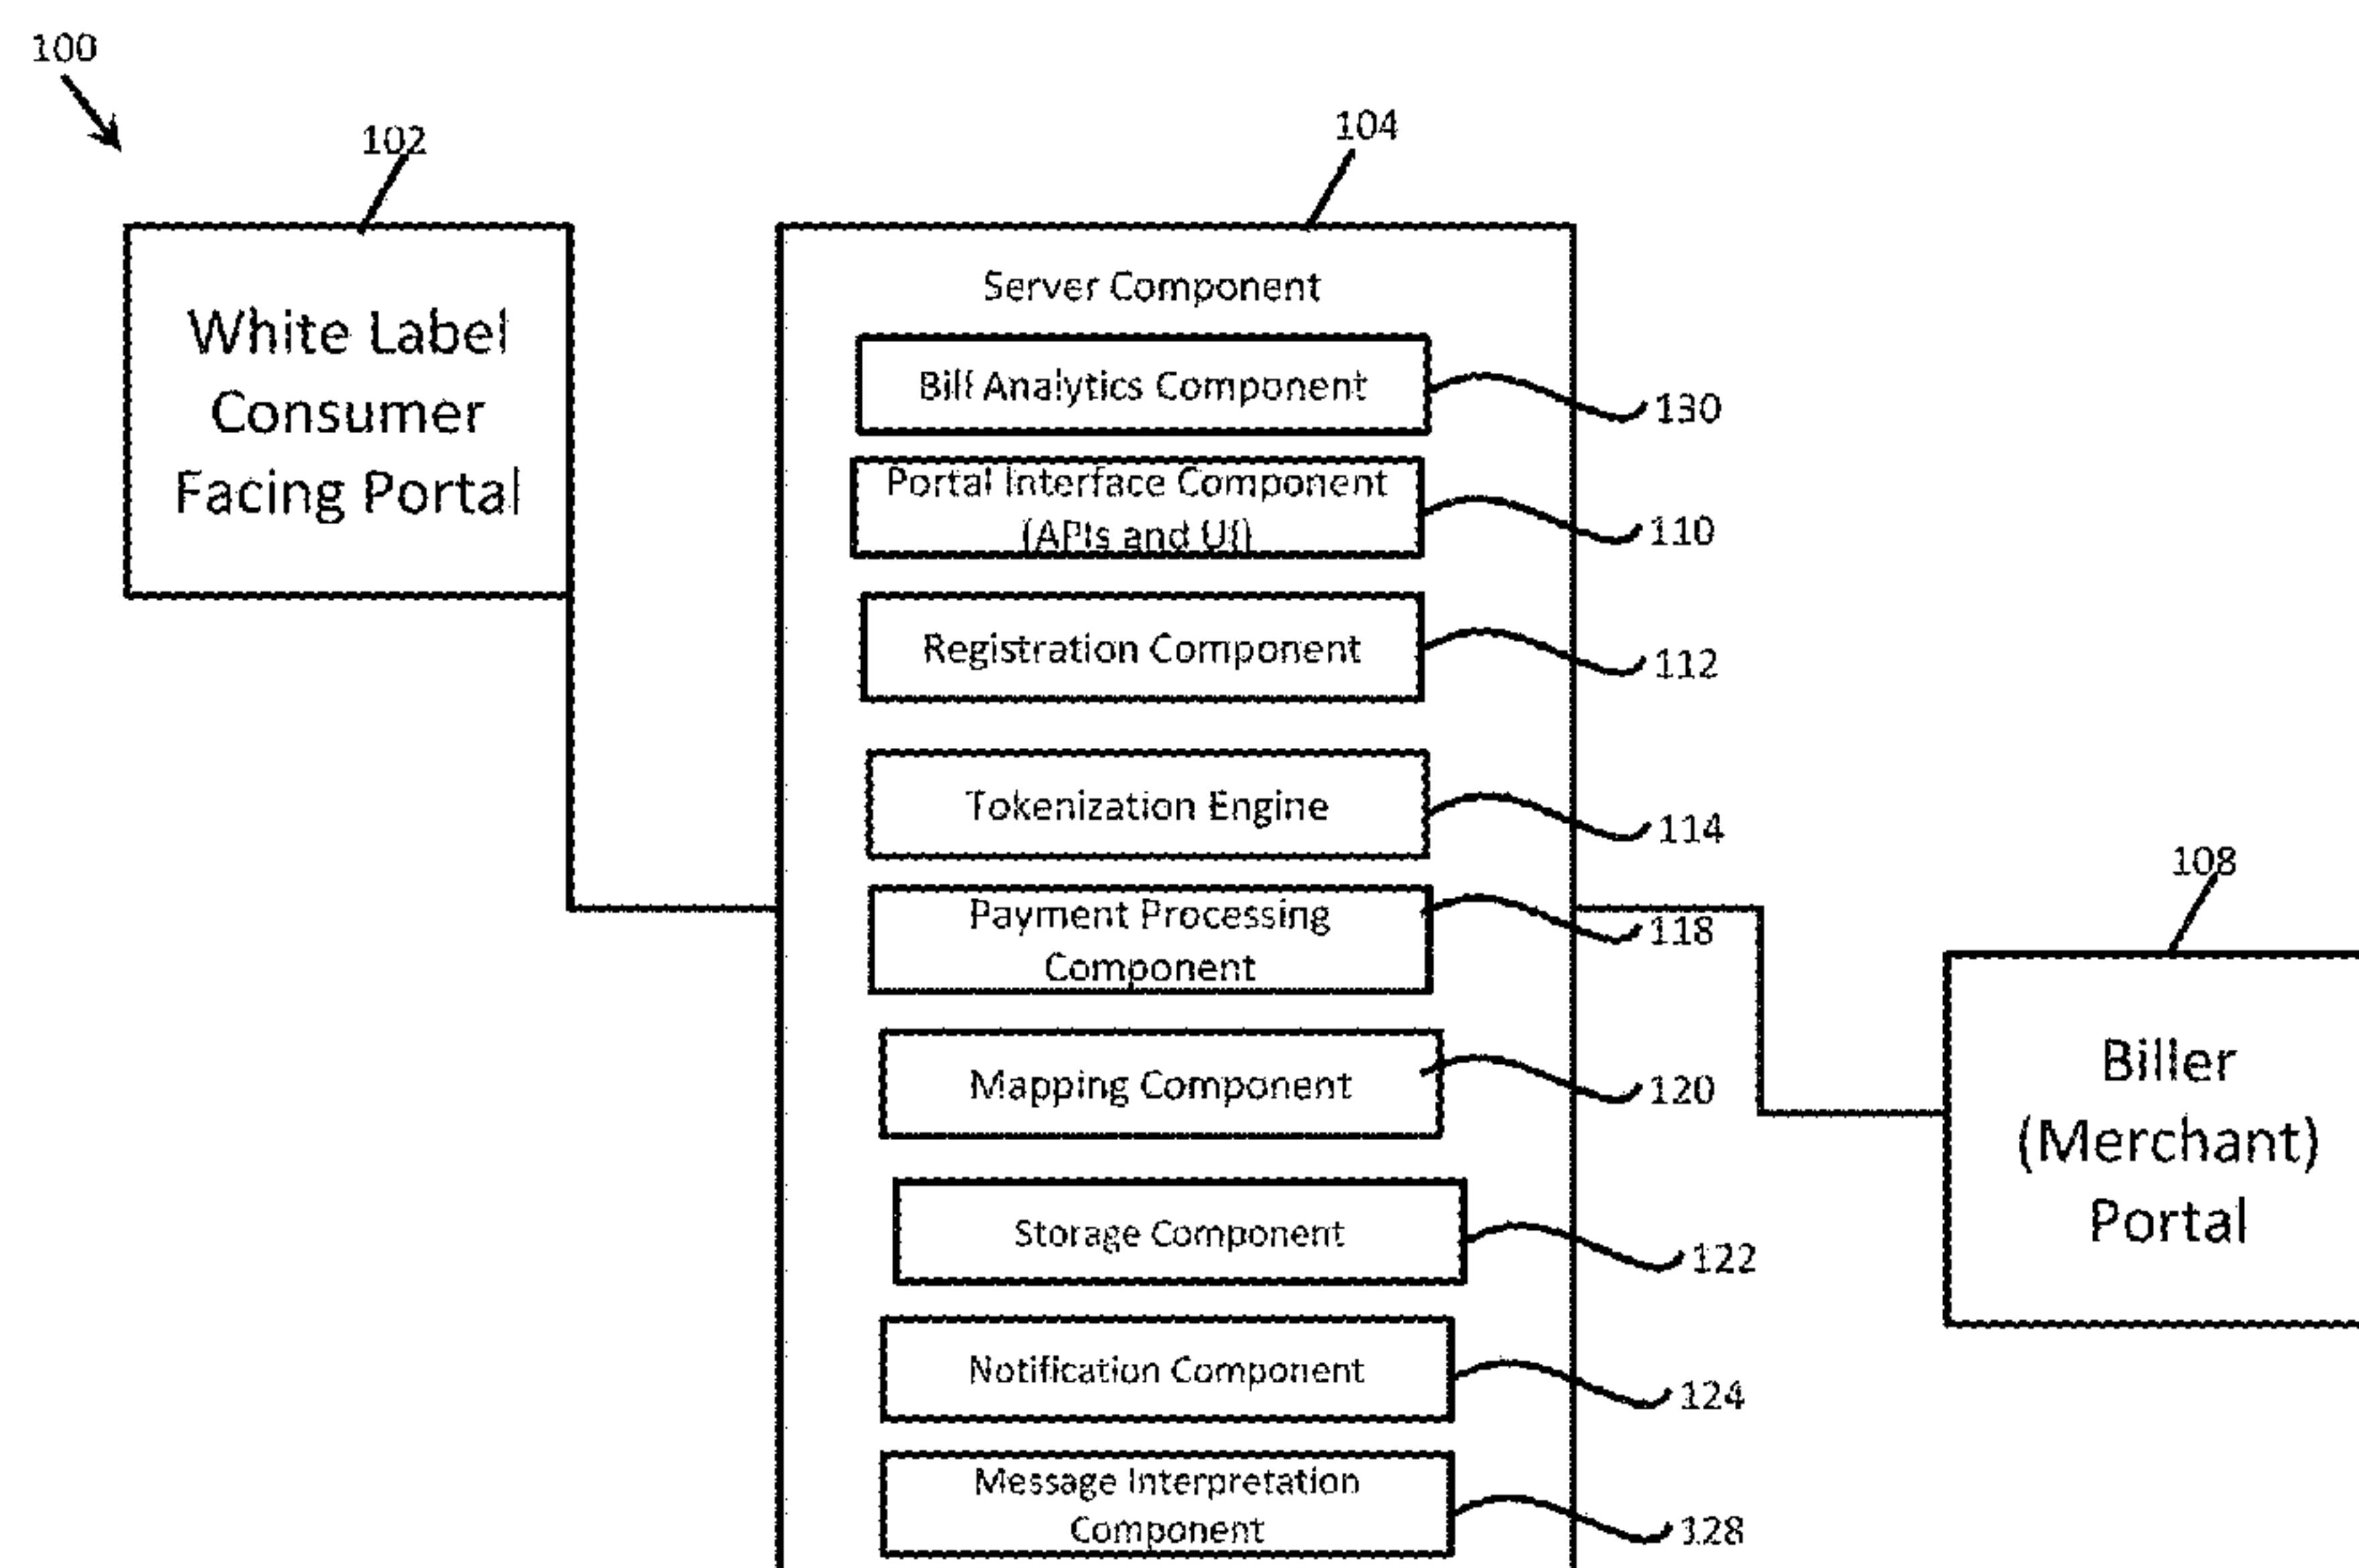 100
102
104
White Label
Consumer
Facing Portal
Server Component
Bill Analytics Component
130
Portal Interface Component
(APIs and UI)
110
Registration Component
112
Tokenization Engine
114
Payment Processing
Component
118
Mapping Component
120
Storage Component
122
Notification Component
124
Message Interpretation
Component
128
108
Biller
(Merchant)
Portal